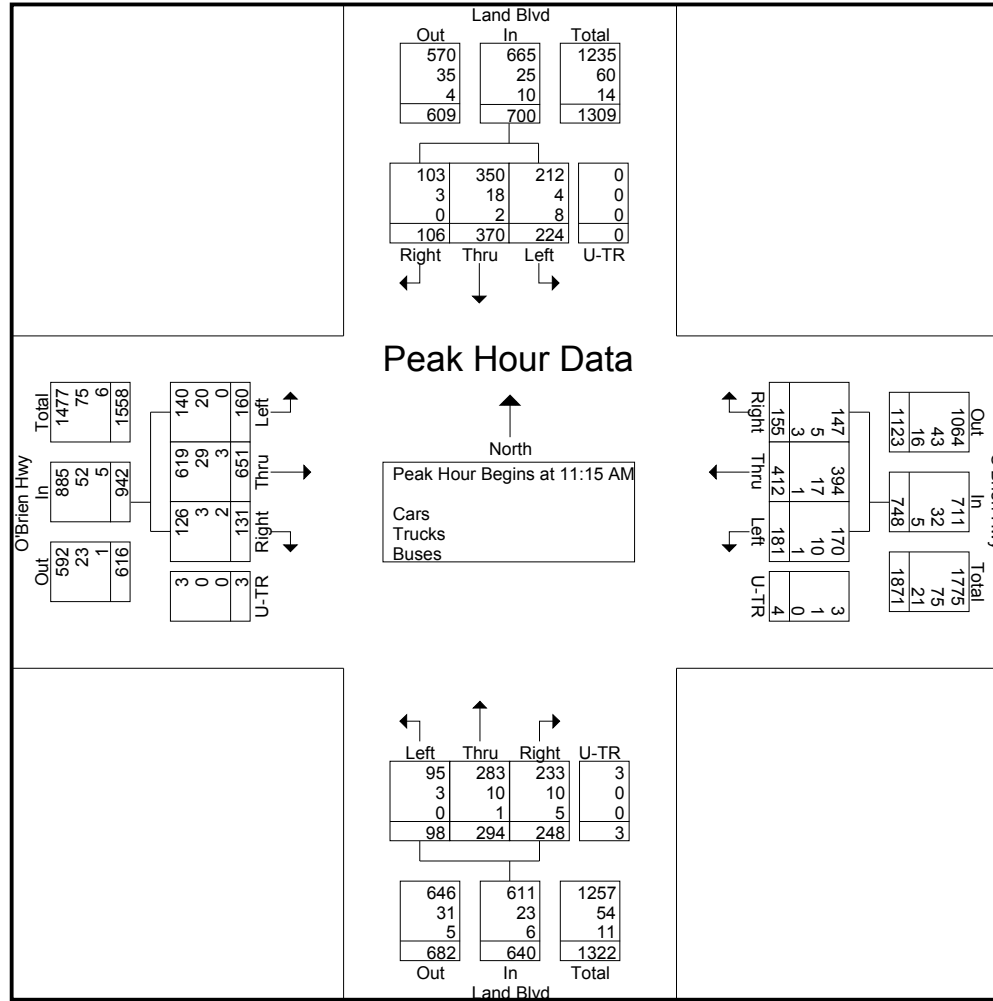 Land Blvd
Out In Total
570 665 1235
35 25 60
4 10 14
609 700 1309
103 350 212 0
3 18 4 0
0 2 8 0
106 370 224 0
Right Thru Left U-TR
Peak Hour Data
North
Peak Hour Begins at 11:15 AM
Cars
Trucks
Buses
O'Brien Hwy
Total
1477
75
6
1558
In
885
52
5
942
Out
592
23
1
616
140
20
0
160
Left
619
29
3
651
Thru
126
3
2
131
Right
3
0
0
3
U-TR
Right
155
3
5
147
Thru
412
1
17
394
Left
181
1
10
170
U-TR
4
0
1
3
Out
1064
43
16
1123
In
711
32
5
748
Total
1775
75
21
1871
Left Thru Right U-TR
95 283 233 3
3 10 10 0
0 1 5 0
98 294 248 3
646 611 1257
31 23 54
5 6 11
682 640 1322
Out In Total
Land Blvd